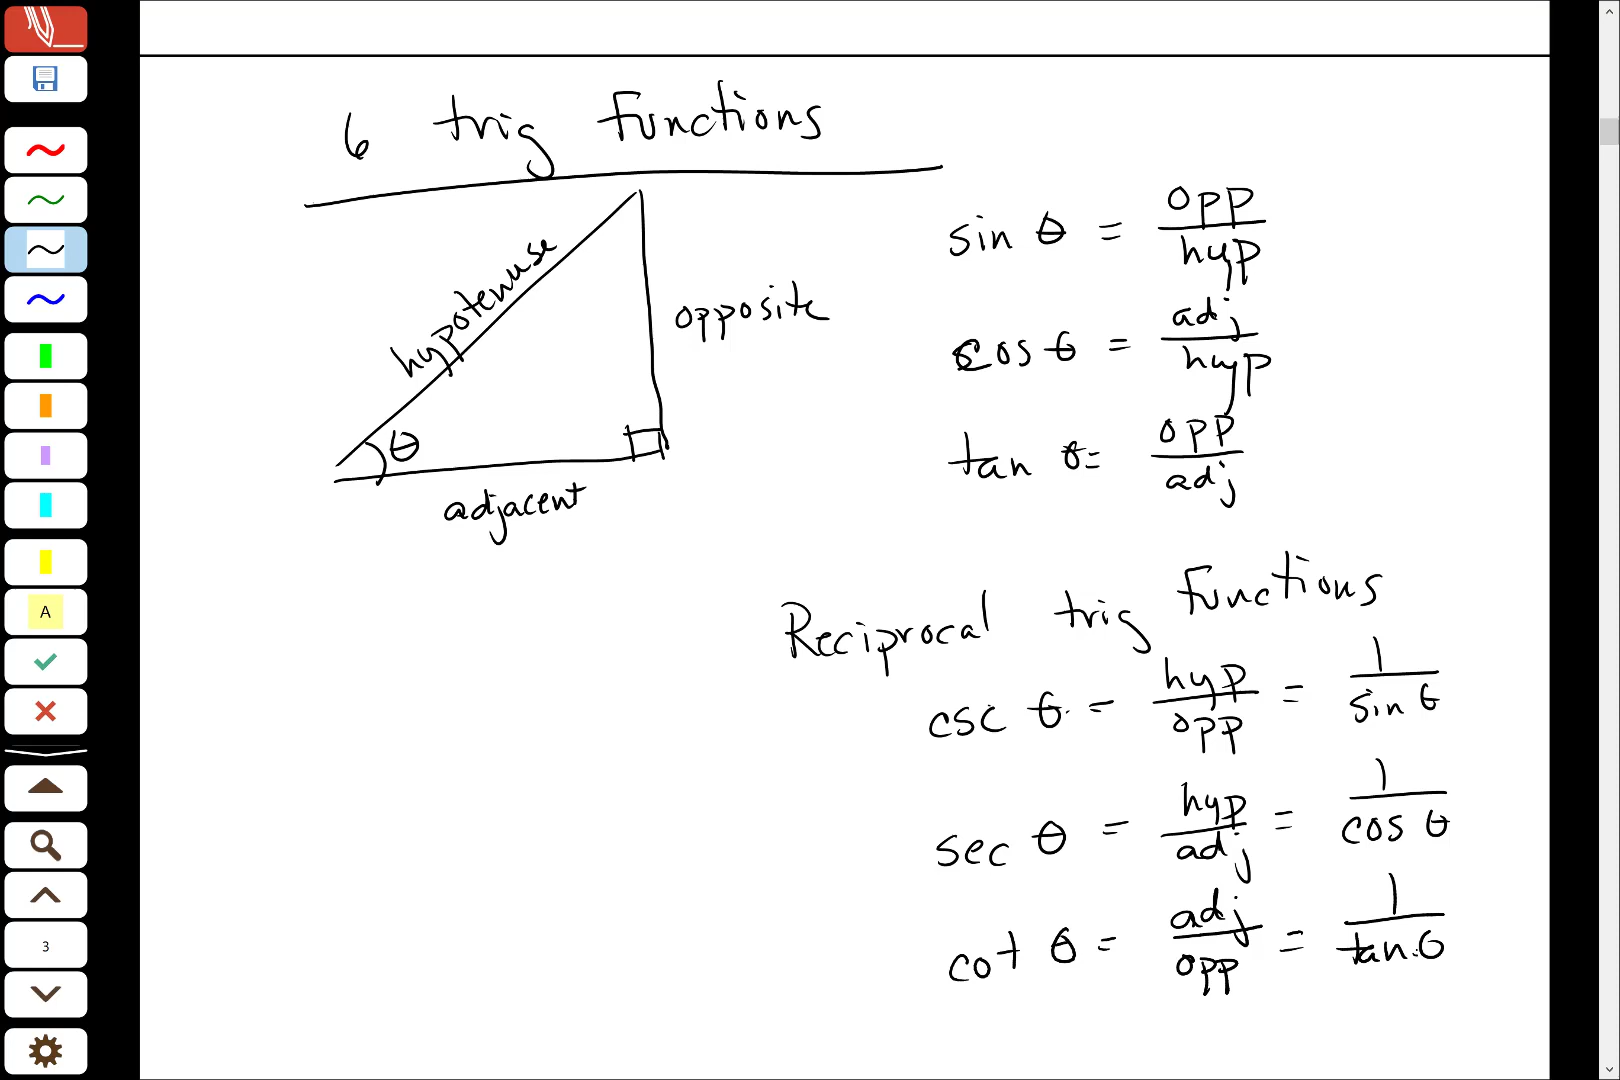 6 trig functions
hypotenuse
opposite
θ
adjacent
sin θ = opp/hyp
cos θ = adj/hyp
tan θ = opp/adj
Reciprocal trig functions
csc θ = hyp/opp = 1/sin θ
sec θ = hyp/adj = 1/cos θ
cot θ = adj/opp = 1/tan θ
A
3